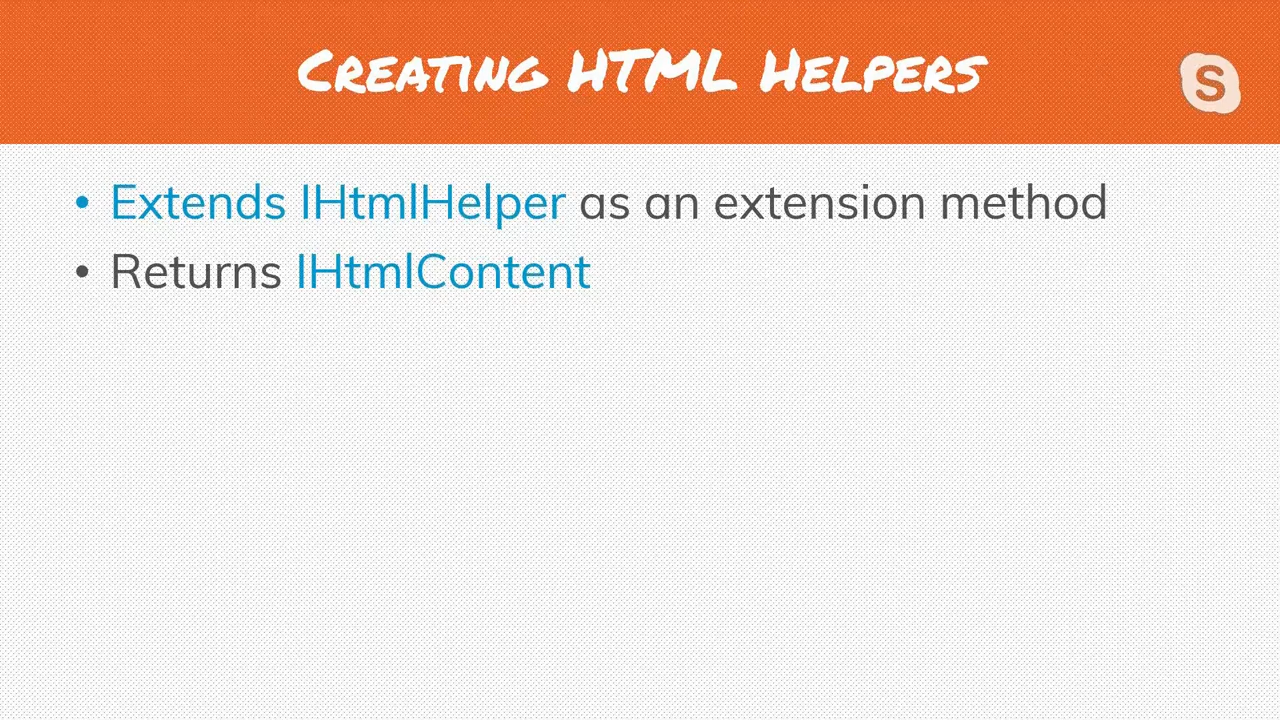 Creating HTML Helpers
S
• Extends IHtmlHelper as an extension method
• Returns IHtmlContent